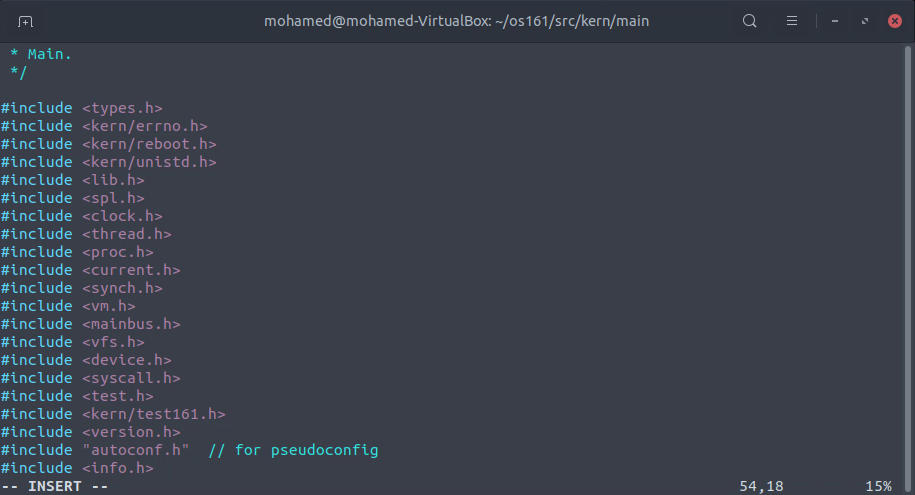 mohamed@mohamed-VirtualBox: ~/os161/src/kern/main
 * Main.
 */
#include <types.h>
#include <kern/errno.h>
#include <kern/reboot.h>
#include <kern/unistd.h>
#include <lib.h>
#include <spl.h>
#include <clock.h>
#include <thread.h>
#include <proc.h>
#include <current.h>
#include <synch.h>
#include <vm.h>
#include <mainbus.h>
#include <vfs.h>
#include <device.h>
#include <syscall.h>
#include <test.h>
#include <kern/test161.h>
#include <version.h>
#include "autoconf.h"  // for pseudoconfig
#include <info.h>
-- INSERT -- 54,18 15%